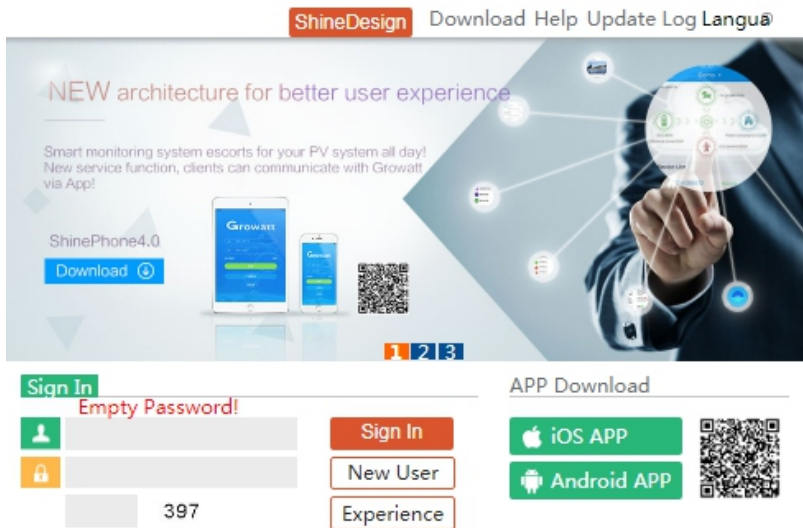 ShineDesign Download Help Update Log Langua
NEW architecture for better user experience
Smart monitoring system escorts for your PV system all day!
New service function, clients can communicate with Growatt
via App!
ShinePhone4.0
Download
Growatt
Growatt
1 2 3
Sign In
Empty Password!
Sign In
New User
397
Experience
APP Download
iOS APP
Android APP